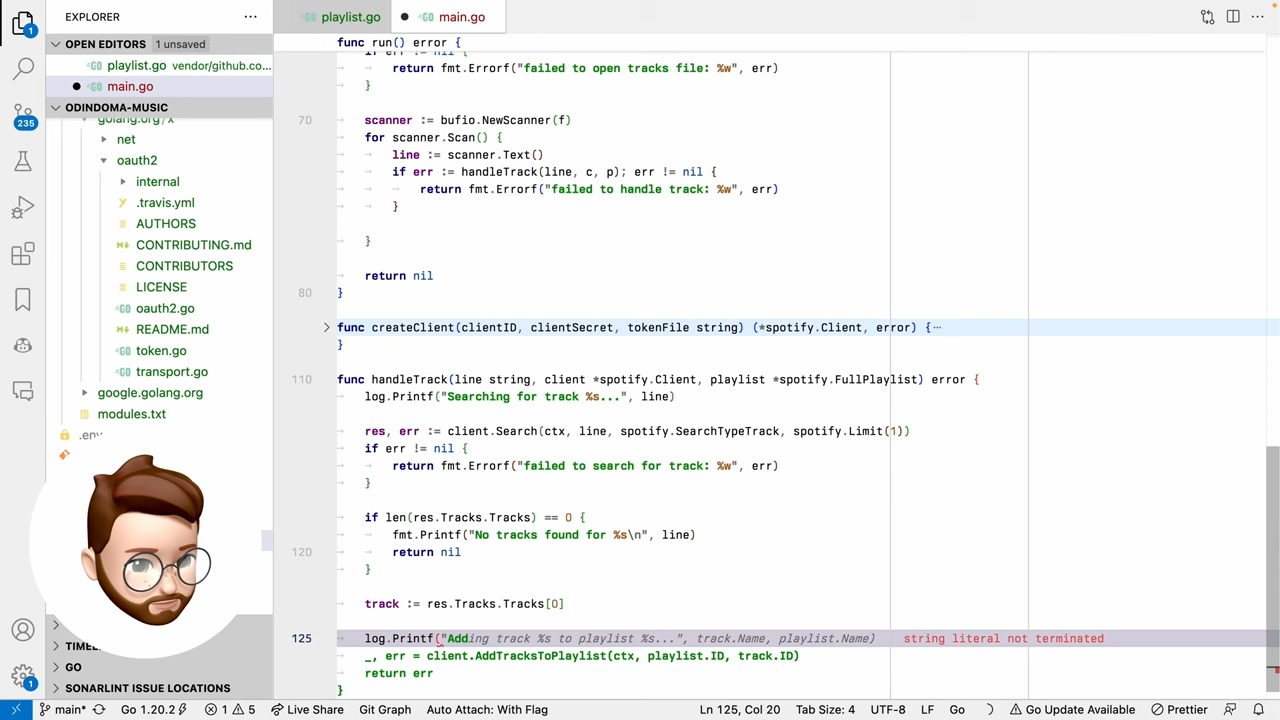 EXPLORER
OPEN EDITORS 1 unsaved
playlist.go vendor/github.co...
main.go
ODINDOMA-MUSIC
golang.org/x
net
oauth2
internal
.travis.yml
AUTHORS
CONTRIBUTING.md
CONTRIBUTORS
LICENSE
oauth2.go
README.md
token.go
transport.go
google.golang.org
modules.txt
.env
GO
SONARLINT ISSUE LOCATIONS
1
235
1
playlist.go
main.go
func run() error {
if err != nil {
return fmt.Errorf("failed to open tracks file: %w", err)
}
70 scanner := bufio.NewScanner(f)
for scanner.Scan() {
line := scanner.Text()
if err := handleTrack(line, c, p); err != nil {
return fmt.Errorf("failed to handle track: %w", err)
}
}
return nil
80 }
func createClient(clientID, clientSecret, tokenFile string) (*spotify.Client, error) {⋯
}
110 func handleTrack(line string, client *spotify.Client, playlist *spotify.FullPlaylist) error {
log.Printf("Searching for track %s...", line)
res, err := client.Search(ctx, line, spotify.SearchTypeTrack, spotify.Limit(1))
if err != nil {
return fmt.Errorf("failed to search for track: %w", err)
}
if len(res.Tracks.Tracks) == 0 {
fmt.Printf("No tracks found for %s\n", line)
120 return nil
}
track := res.Tracks.Tracks[0]
125 log.Printf("Adding track %s to playlist %s...", track.Name, playlist.Name) string literal not terminated
_, err = client.AddTracksToPlaylist(ctx, playlist.ID, track.ID)
return err
}
main* Go 1.20.2 1 5 Live Share Git Graph Auto Attach: With Flag Ln 125, Col 20 Tab Size: 4 UTF-8 LF Go Go Update Available Prettier